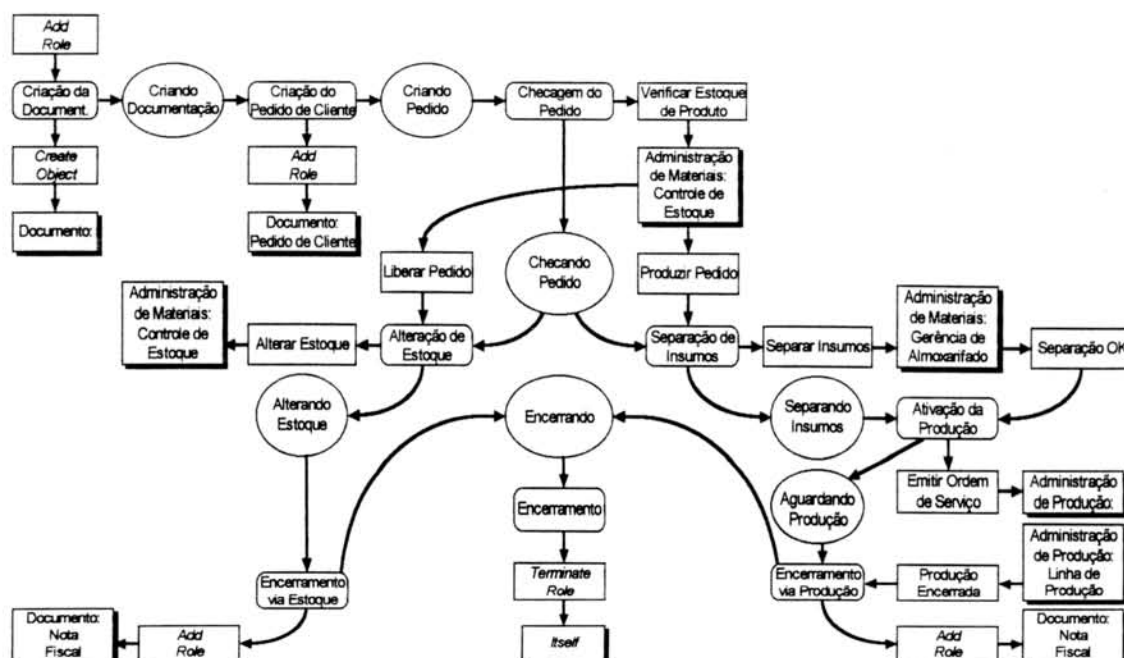 Add
Role
Criação da
Document.
Criando
Documentação
Criação do
Pedido de Cliente
Criando
Pedido
Checagem do
Pedido
Verificar Estoque
de Produto
Create
Object
Add
Role
Administração
de Materiais:
Controle de
Estoque
Documento:
Documento:
Pedido de Cliente
Liberar Pedido
Checando
Pedido
Produzir Pedido
Administração
de Materiais:
Controle de
Estoque
Alterar Estoque
Alteração de
Estoque
Separação de
Insumos
Separar Insumos
Administração
de Materiais:
Gerência de
Almoxarifado
Separação OK
Alterando
Estoque
Encerrando
Separando
Insumos
Ativação da
Produção
Aguardando
Produção
Emitir Ordem
de Serviço
Administração
de Produção:
Encerramento
Administração
de Produção:
Linha de
Produção
Encerramento
via Estoque
Terminate
Role
Encerramento
via Produção
Produção
Encerrada
Documento:
Nota
Fiscal
Add
Role
Itself
Add
Role
Documento:
Nota
Fiscal